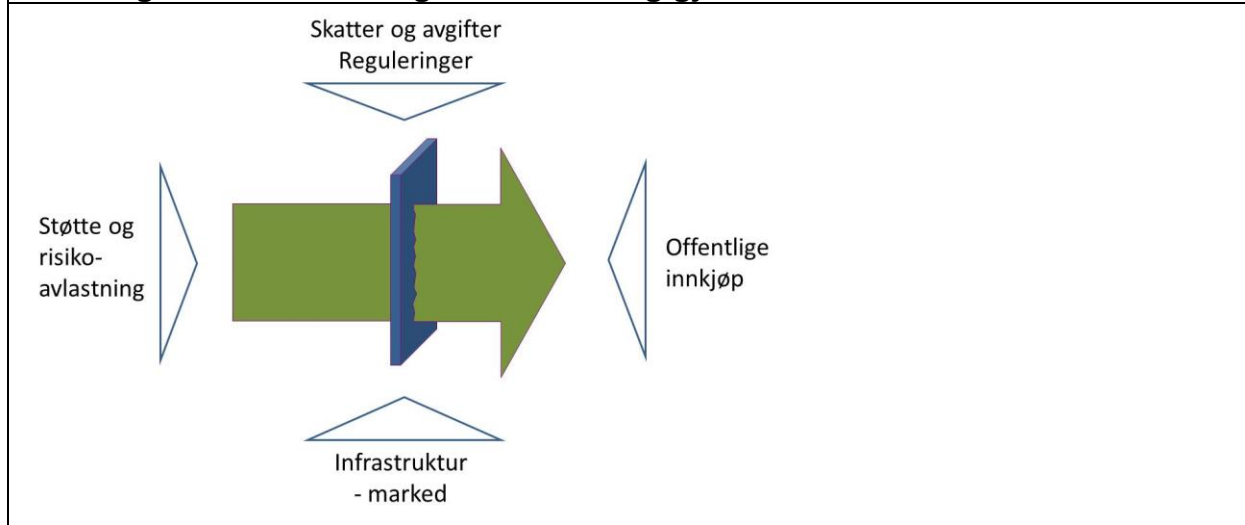 Skatter og avgifter
Reguleringer
Støtte og
risiko-
avlastning
Offentlige
innkjøp
Infrastruktur
- marked